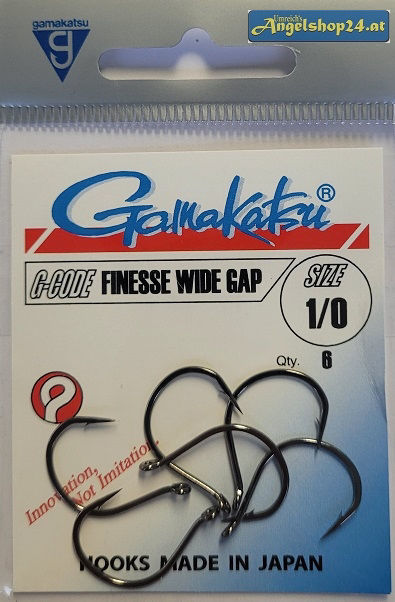 gamakatsu
g
Umreich's
Angelshop24.at
Gamakatsu®
G-CODE FINESSE WIDE GAP
SIZE
1/0
Qty. 6
Innovation,
Not Imitation.
HOOKS MADE IN JAPAN